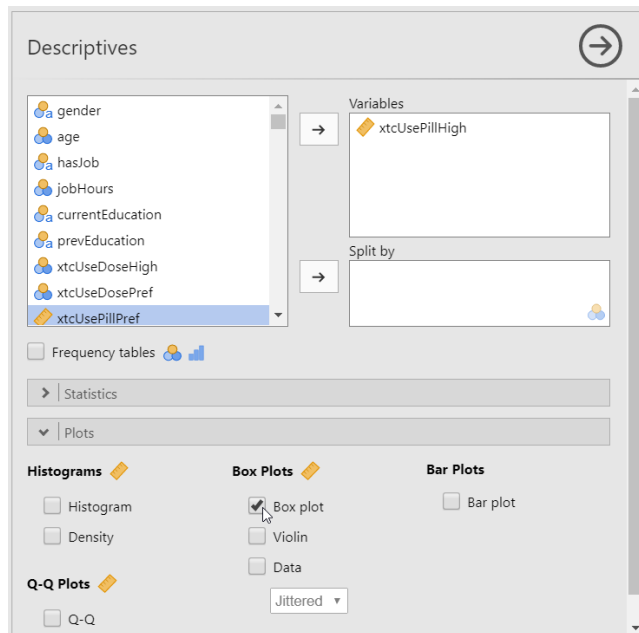 Descriptives
gender
age
hasJob
jobHours
currentEducation
prevEducation
xtcUseDoseHigh
xtcUseDosePref
xtcUsePillPref
Variables
xtcUsePillHigh
Split by
Frequency tables
Statistics
Plots
Histograms
Histogram
Density
Q-Q Plots
Q-Q
Box Plots
Box plot
Violin
Data
Jittered
Bar Plots
Bar plot